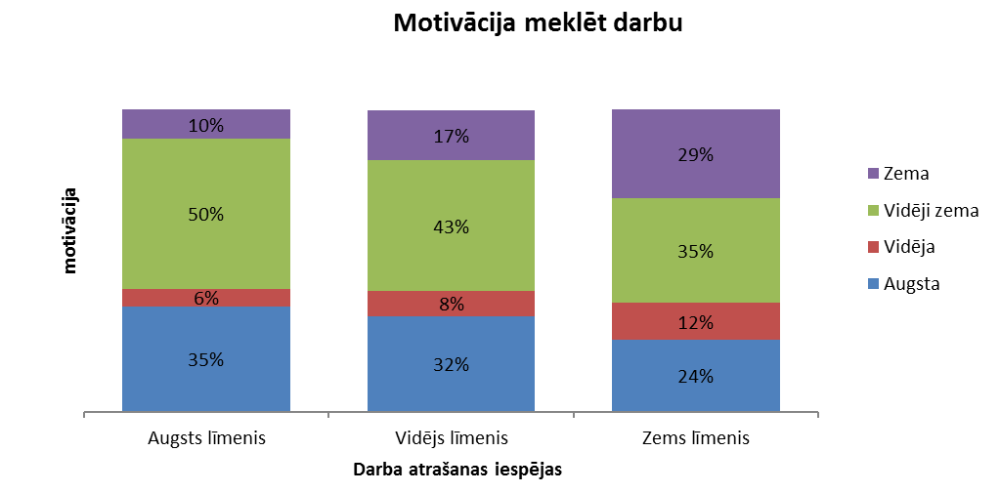 Motivācija meklēt darbu
motivācija
10%
17%
29%
50%
43%
35%
6%
8%
12%
35%
32%
24%
Zema
Vidēji zema
Vidēja
Augsta
Augsts līmenis
Vidējs līmenis
Zems līmenis
Darba atrašanas iespējas